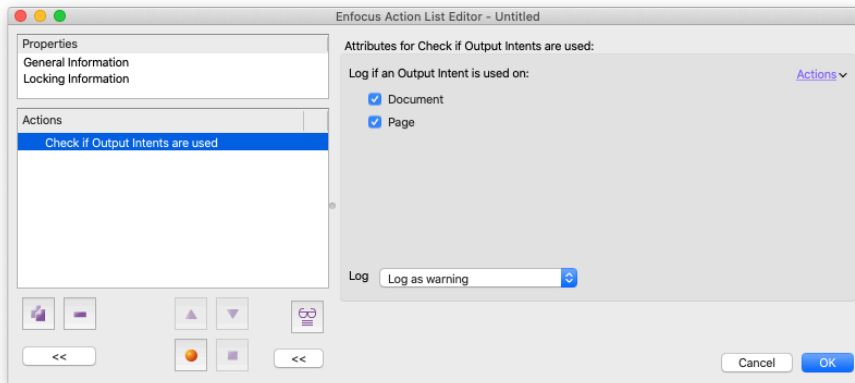 Enfocus Action List Editor - Untitled
Properties
General Information
Locking Information
Actions
Check if Output Intents are used
<<
<<
Attributes for Check if Output Intents are used:
Log if an Output Intent is used on:
Actions
Document
Page
Log
Log as warning
Cancel
OK